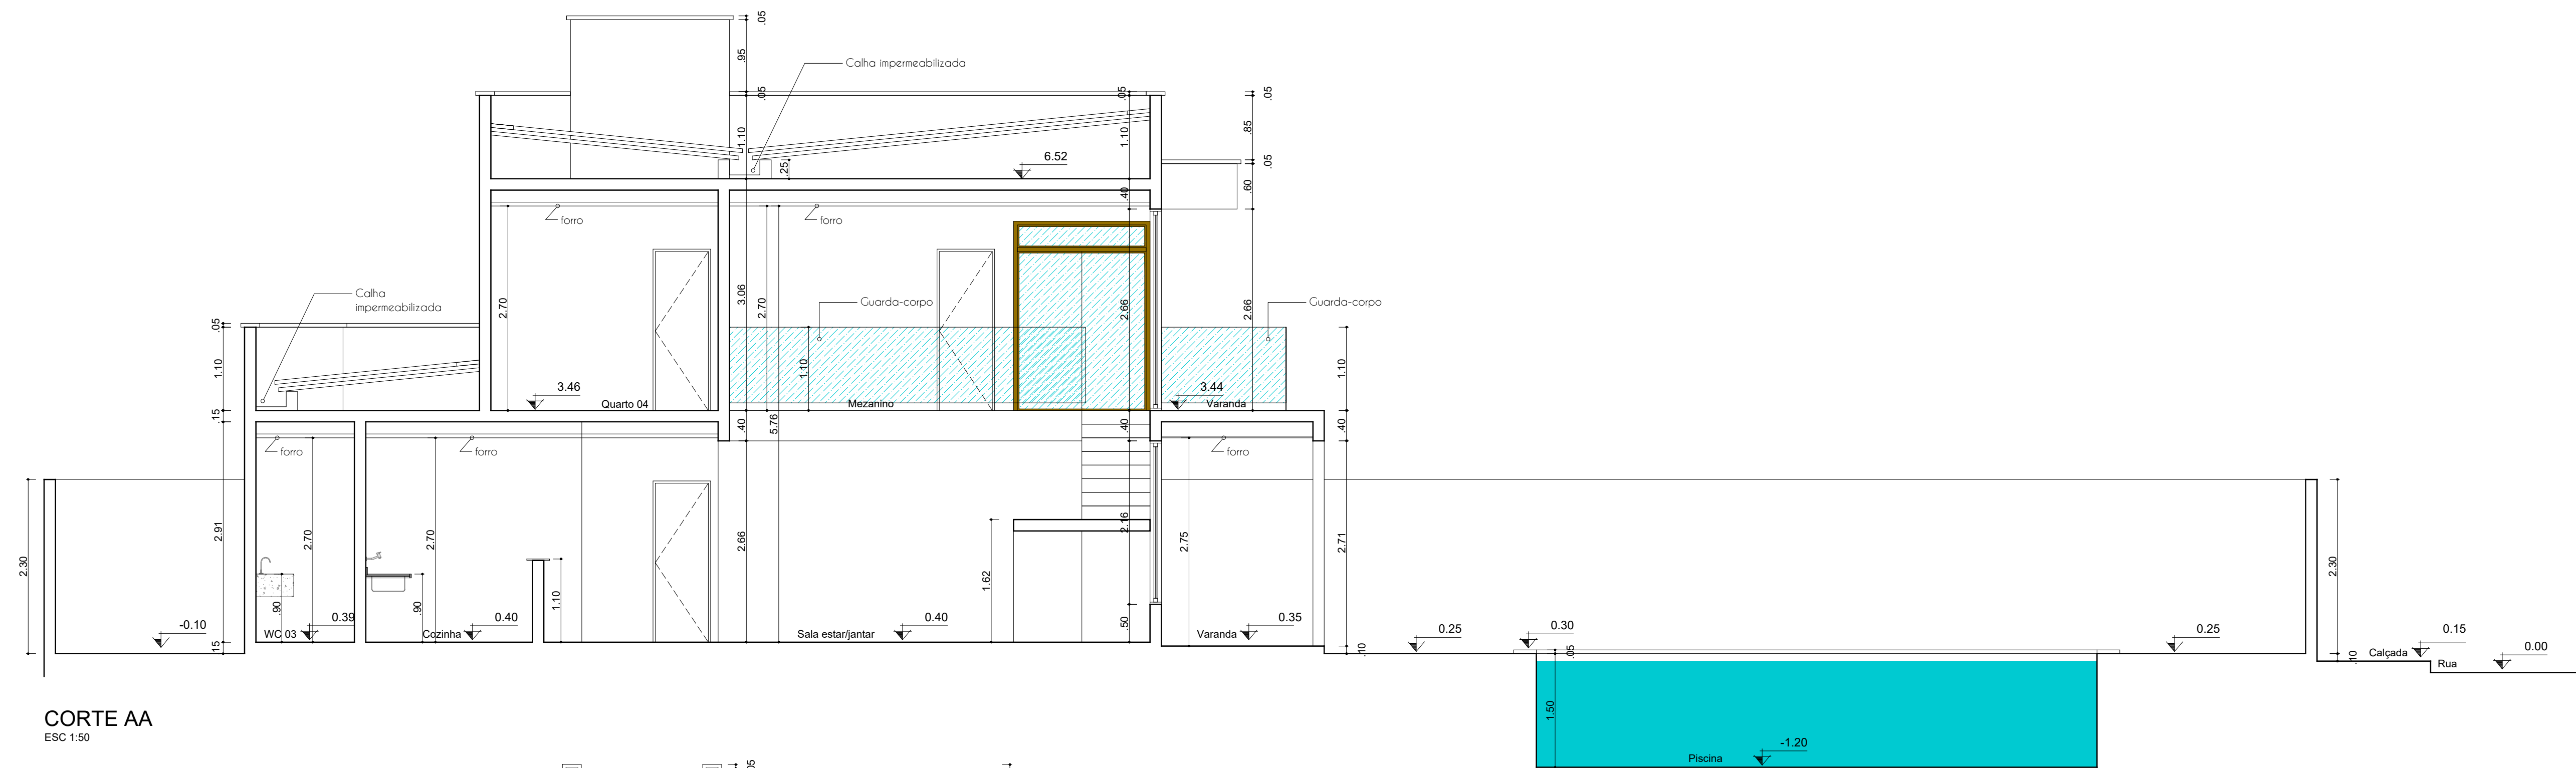 .05
.95
Calha impermeabilizada
.05
.05
.05
1.10
1.10
.85
6.52
.25
.05
.40
.60
forro
forro
Calha
impermeabilizada
2.70
3.06
2.70
2.66
2.66
Guarda-corpo
Guarda-corpo
.05
1.10
1.10
1.10
3.46
3.44
Quarto 04
Mezanino
Varanda
.15
.40
5.76
.40
.40
forro
forro
forro
2.91
2.70
2.70
2.66
2.16
2.75
2.71
2.30
2.30
1.62
.90
.90
1.10
.50
-0.10
0.39
0.40
0.40
0.35
0.25
0.30
0.25
0.15
0.00
WC 03
Cozinha
Sala estar/jantar
Varanda
Calçada
Rua
.15
.10
.05
.10
1.50
-1.20
Piscina
CORTE AA
ESC 1:50